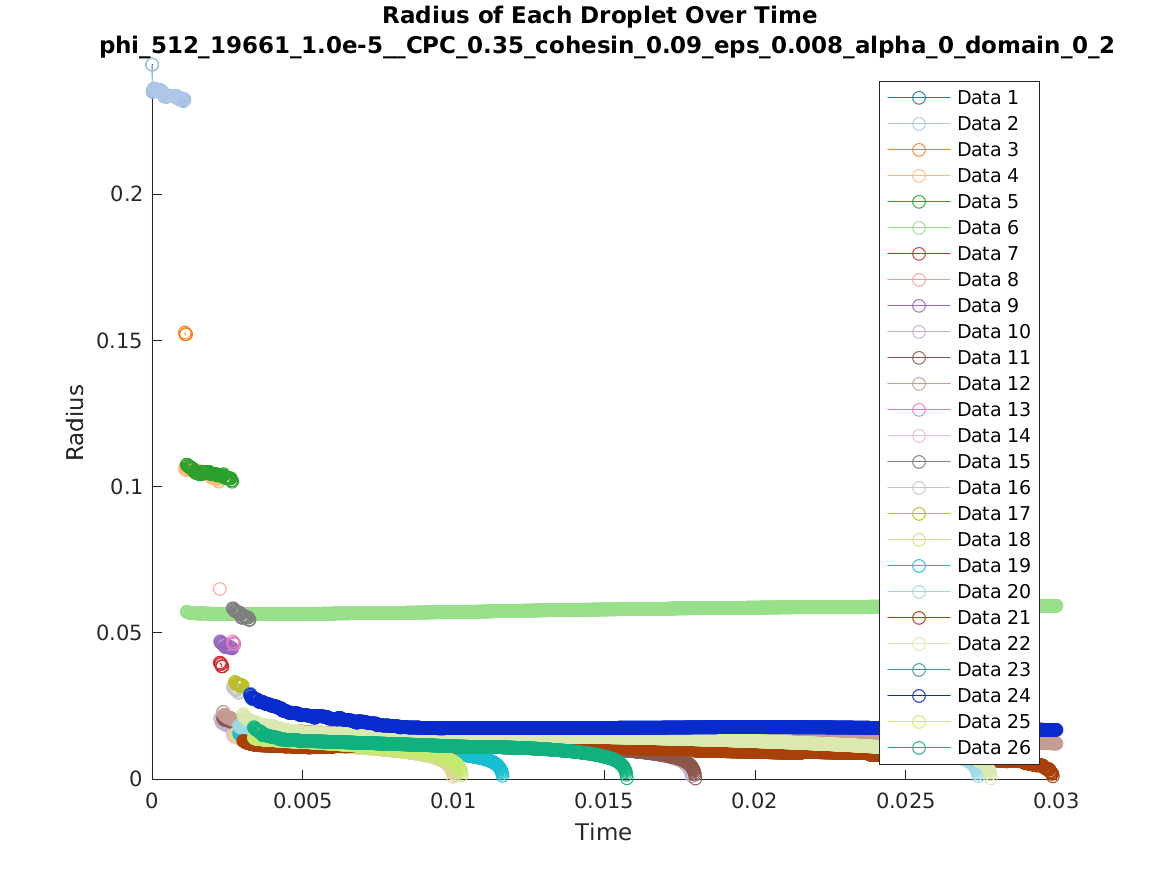 Radius of Each Droplet Over Time
phi_512_19661_1.0e-5__CPC_0.35_cohesin_0.09_eps_0.008_alpha_0_domain_0_2
Radius
0.2
0.15
0.1
0.05
0
0
0.005
0.01
0.015
0.02
0.025
0.03
Time
Data 1
Data 2
Data 3
Data 4
Data 5
Data 6
Data 7
Data 8
Data 9
Data 10
Data 11
Data 12
Data 13
Data 14
Data 15
Data 16
Data 17
Data 18
Data 19
Data 20
Data 21
Data 22
Data 23
Data 24
Data 25
Data 26